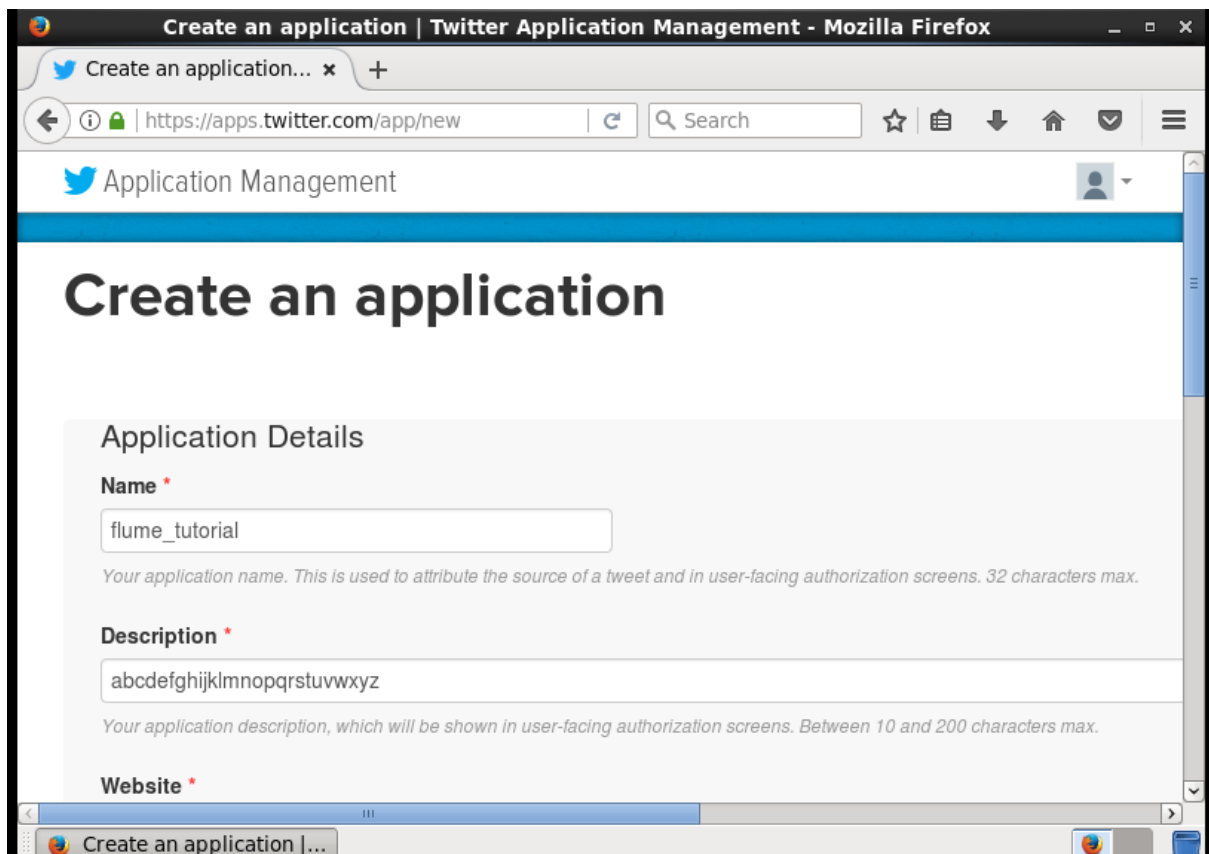 Create an application | Twitter Application Management - Mozilla Firefox
Create an application...
https://apps.twitter.com/app/new
Search
Application Management
Create an application
Application Details
Name *
flume_tutorial
Your application name. This is used to attribute the source of a tweet and in user-facing authorization screens. 32 characters max.
Description *
abcdefghijklmnopqrstuvwxyz
Your application description, which will be shown in user-facing authorization screens. Between 10 and 200 characters max.
Website *
Create an application |...